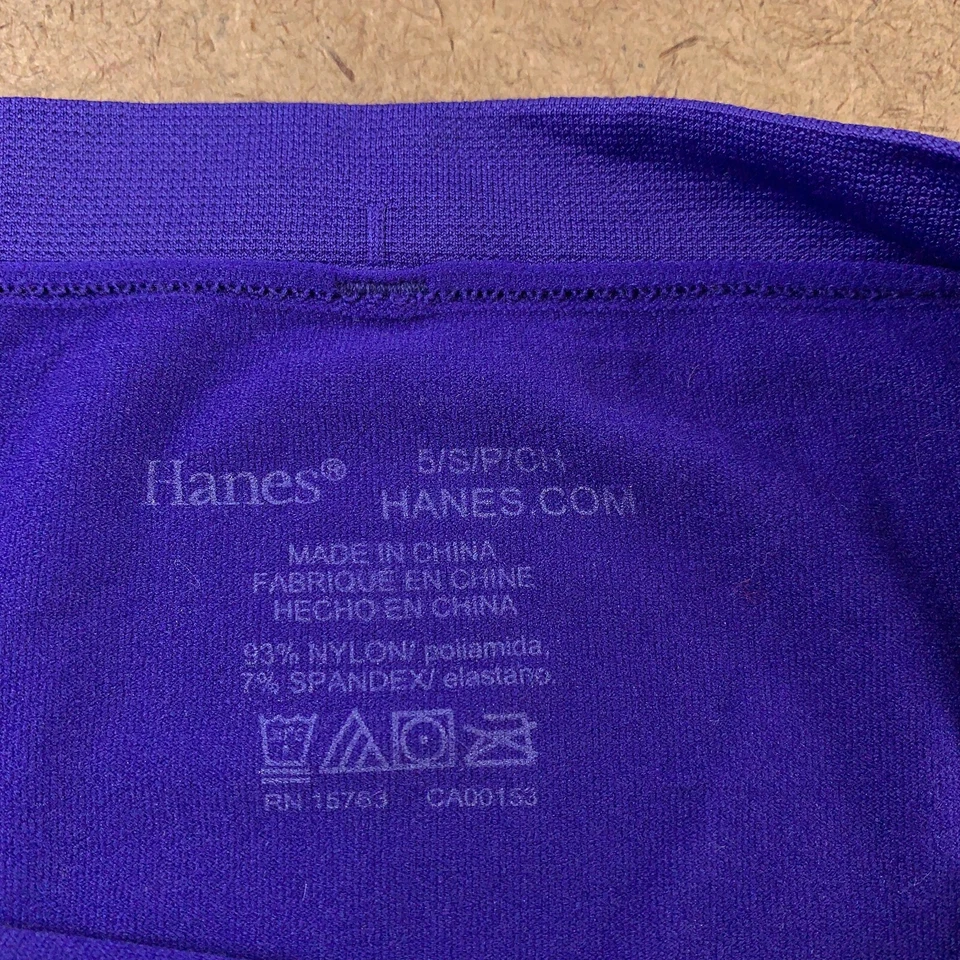 Hanes® 5/S/P/CH
HANES.COM
MADE IN CHINA
FABRIQUÉ EN CHINE
HECHO EN CHINA
93% NYLON/ poliamida,
7% SPANDEX/ elastano.
RN 15763 CA00153